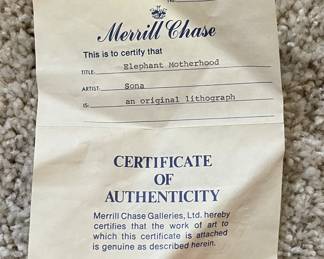 No
Merrill Chase
This is to certify that
TITLE: Elephant Motherhood
ARTIST: Sona
IS: an original lithograph
CERTIFICATE
OF
AUTHENTICITY
Merrill Chase Galleries, Ltd. hereby
certifies that the work of art to
which this certificate is attached
is genuine as described herein.